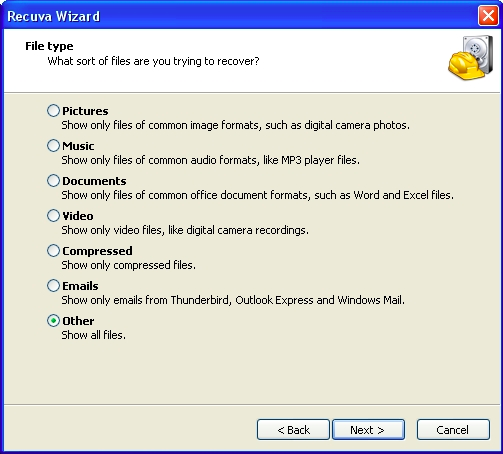 Recuva Wizard
File type
What sort of files are you trying to recover?
Pictures
Show only files of common image formats, such as digital camera photos.
Music
Show only files of common audio formats, like MP3 player files.
Documents
Show only files of common office document formats, such as Word and Excel files.
Video
Show only video files, like digital camera recordings.
Compressed
Show only compressed files.
Emails
Show only emails from Thunderbird, Outlook Express and Windows Mail.
Other
Show all files.
< Back Next > Cancel